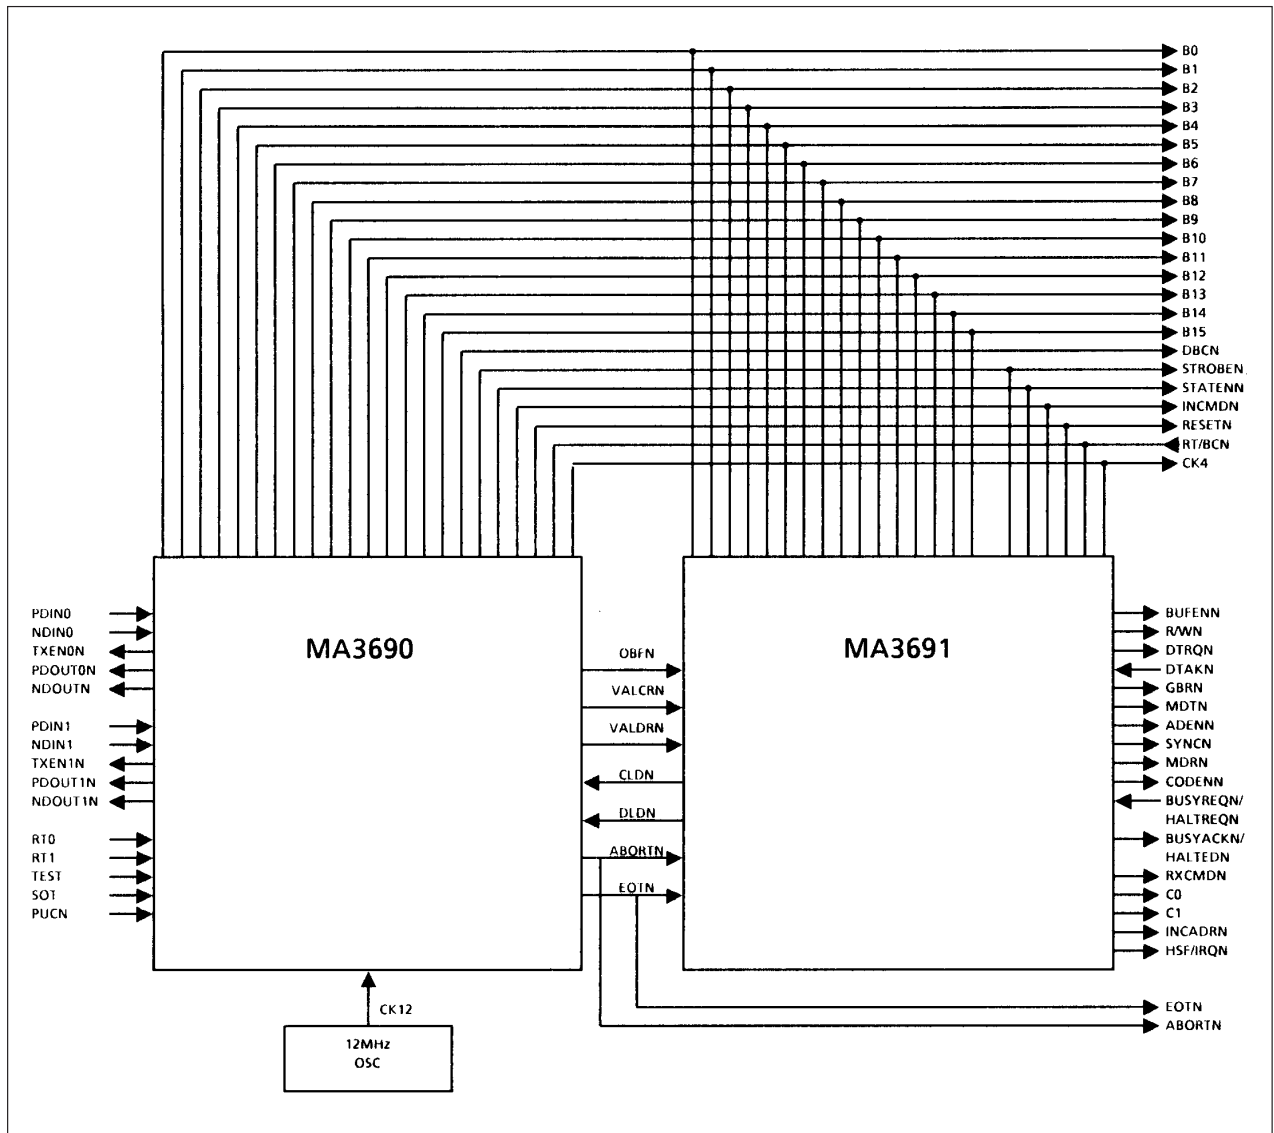 B0
B1
B2
B3
B4
B5
B6
B7
B8
B9
B10
B11
B12
B13
B14
B15
DBCN
STROBEN
STATENN
INCMDN
RESETN
RT/BCN
CK4
PDIN0
NDIN0
TXEN0N
PDOUT0N
NDOUTN
PDIN1
NDIN1
TXEN1N
PDOUT1N
NDOUT1N
RT0
RT1
TEST
SOT
PUCN
MA3690
OBFN
VALCRN
VALDRN
CLDN
DLDN
ABORTN
EOTN
MA3691
BUFENN
R/WN
DTRQN
DTAKN
GBRN
MDTN
ADENN
SYNCN
MDRN
CODENN
BUSYREQN/
HALTREQN
BUSYACKN/
HALTEDN
RXCMDN
C0
C1
INCADRN
HSF/IRQN
EOTN
ABORTN
CK12
12MHz
OSC